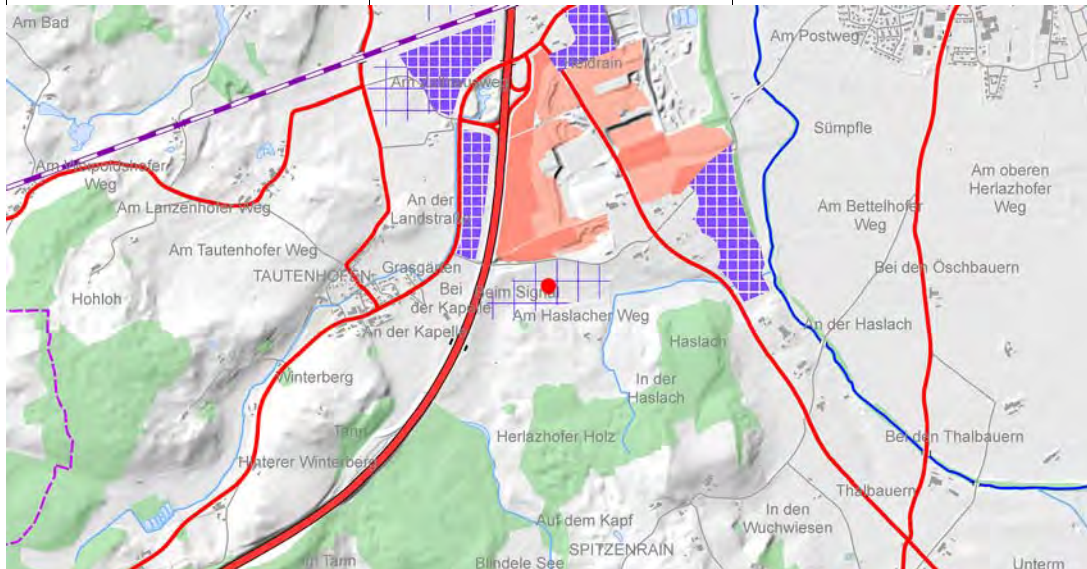 Am Bad
Am Postweg
Sümpfle
Am Wuipoldshofer
Weg
Am Lanzenhofer Weg
An der
Landstraße
Am oberen
Herlazhofer
Weg
Am Bettelhofer
Weg
Am Tautenhofer Weg
Grasgärten
TAUTENHOFEN
Bei den Öschbauern
Hohloh
Bei
der Kapelle
Beim Signal
Am Haslacher Weg
An der Kapelle
An der Haslach
Haslach
Winterberg
In der
Haslach
Tann
Herlazhofer Holz
Bei den Thalbauern
Hinterer Winterberg
Thalbauern
Auf dem Kapf
In den
Wuchwiesen
SPITZENRAIN
Im Tann
Blindele See
Unterm